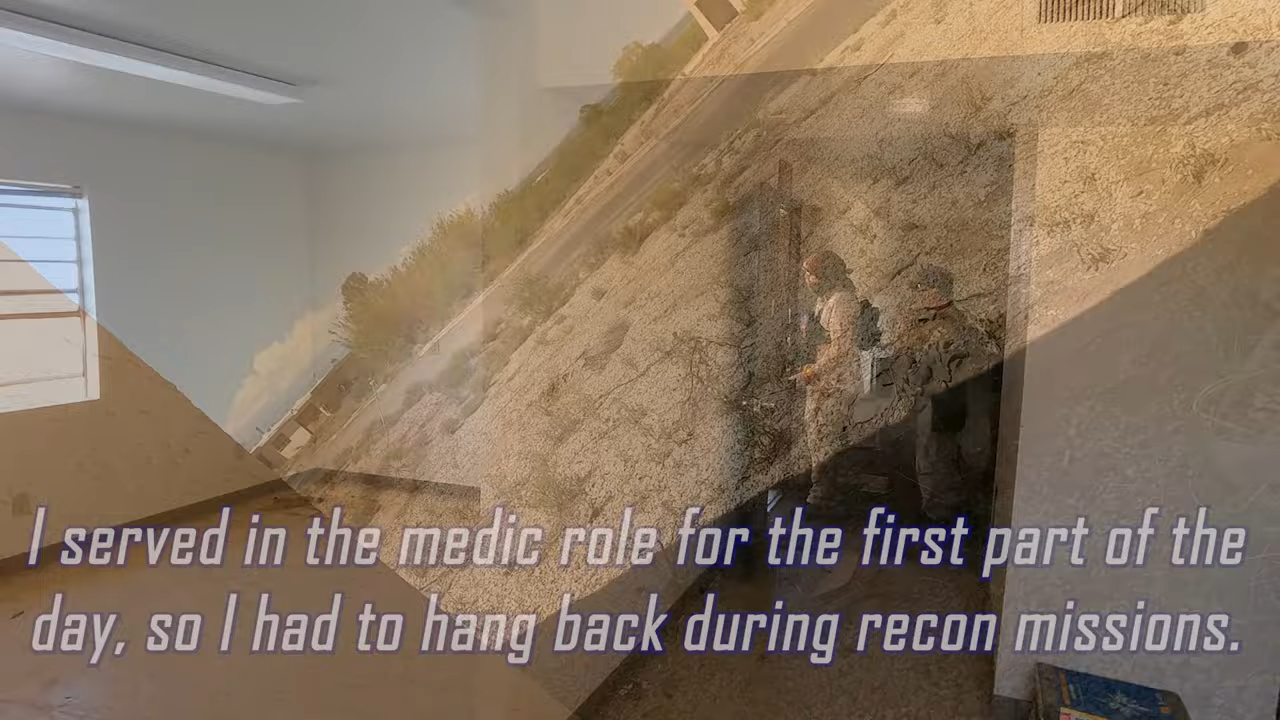 I served in the medic role for the first part of the
day, so I had to hang back during recon missions.